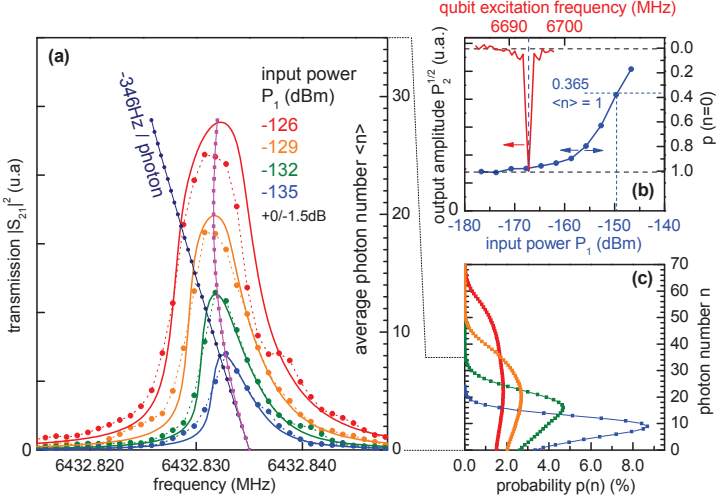 qubit excitation frequency (MHz)
6690 6700
(a)
-346Hz / photon
input power
P1 (dBm)
-126
-129
-132
-135
+0/-1.5dB
transmission |S21|² (u.a)
0
6432.820 6432.830 6432.840
frequency (MHz)
30
20
10
0
average photon number <n>
output amplitude P2^1/2 (u.a.)
0
0.365
<n> = 1
(b)
0.0
0.2
0.4
0.6
0.8
1.0
p (n=0)
-180 -170 -160 -150 -140
input power P1 (dBm)
(c)
70
60
50
40
30
20
10
0
photon number n
0.0 2.0 4.0 6.0 8.0
probability p(n) (%)